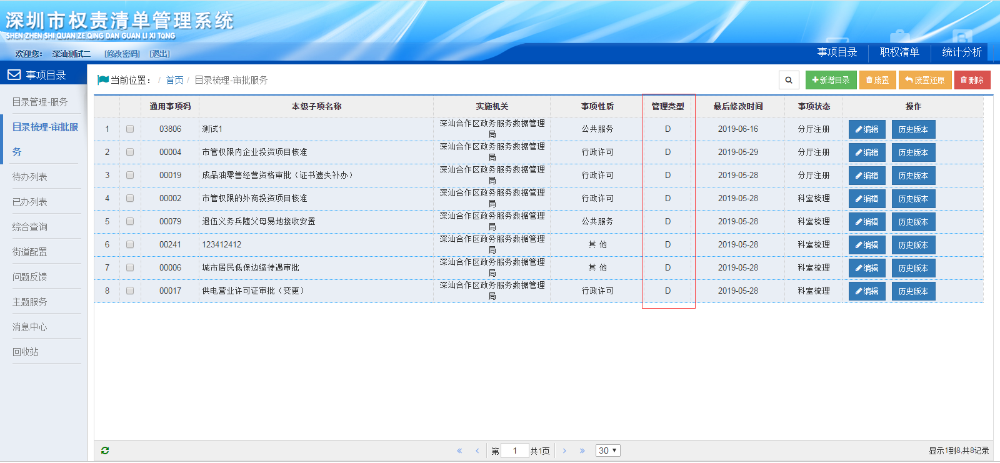 深圳市权责清单管理系统
SHEN ZHEN SHI QUAN ZE QING DAN GUAN LI XI TONG
欢迎您： 深汕测试二 [修改密码] [退出]
事项目录 职权清单 统计分析
事项目录
目录管理-服务
目录梳理-审批服
务
待办列表
已办列表
综合查询
街道配置
问题反馈
主题服务
消息中心
回收站
当前位置： / 首页 / 目录梳理-审批服务
新增目录 废置 废置还原 删除
通用事项码 本级子项名称 实施机关 事项性质 管理类型 最后修改时间 事项状态 操作
1 03806 测试1 深汕合作区政务服务数据管理局 公共服务 D 2019-06-16 分厅注册 编辑 历史版本
2 00004 市管权限内企业投资项目核准 深汕合作区政务服务数据管理局 行政许可 D 2019-05-29 分厅注册 编辑 历史版本
3 00019 成品油零售经营资格审批（证书遗失补办） 深汕合作区政务服务数据管理局 行政许可 D 2019-05-28 分厅注册 编辑 历史版本
4 00002 市管权限的外商投资项目核准 深汕合作区政务服务数据管理局 行政许可 D 2019-05-28 科室梳理 编辑 历史版本
5 00079 退伍义务兵随父母易地接收安置 深汕合作区政务服务数据管理局 公共服务 D 2019-05-28 科室梳理 编辑 历史版本
6 00241 123412412 深汕合作区政务服务数据管理局 其 他 D 2019-05-28 科室梳理 编辑 历史版本
7 00006 城市居民低保边缘待遇审批 深汕合作区政务服务数据管理局 其 他 D 2019-05-28 科室梳理 编辑 历史版本
8 00017 供电营业许可证审批（变更） 深汕合作区政务服务数据管理局 行政许可 D 2019-05-28 科室梳理 编辑 历史版本
第 1 共1页 30 显示1到8,共8记录